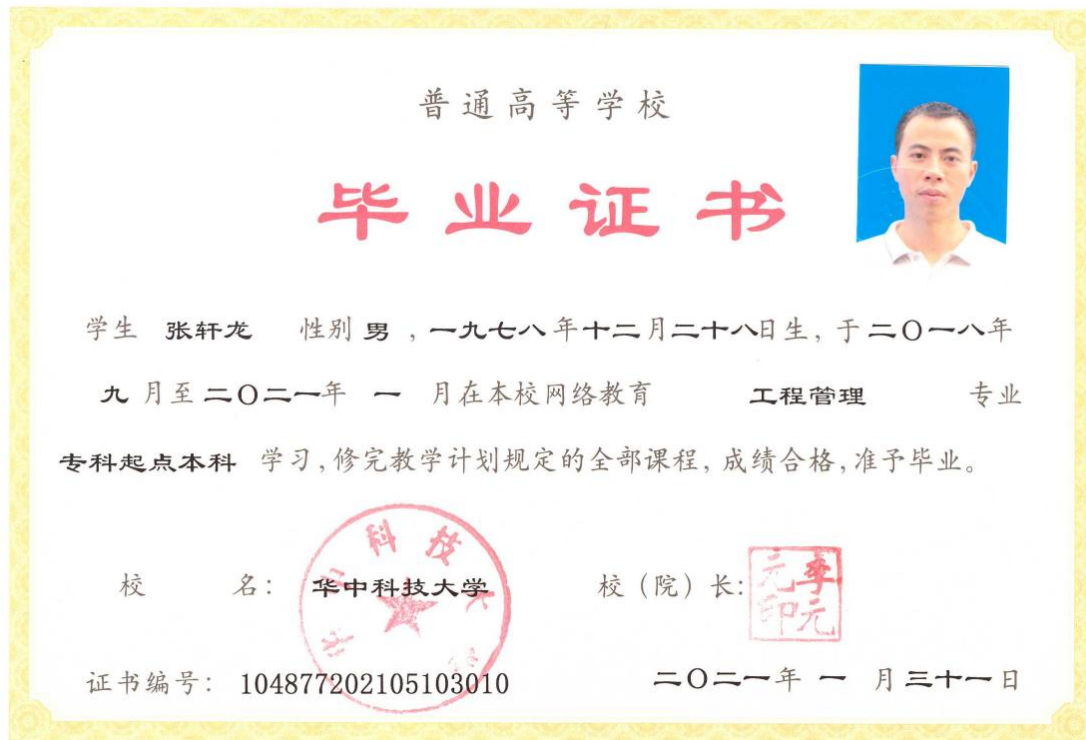 普通高等学校
毕业证书
学生 张轩龙 性别 男 ，一九七八年十二月二十八日生，于二〇一八年
九 月至二〇二一年 一 月在本校网络教育 工程管理 专业
专科起点本科 学习，修完教学计划规定的全部课程，成绩合格，准予毕业。
校 名： 华中科技大学 校（院）长： 李元元印
证书编号： 104877202105103010 二〇二一年 一 月三十一日